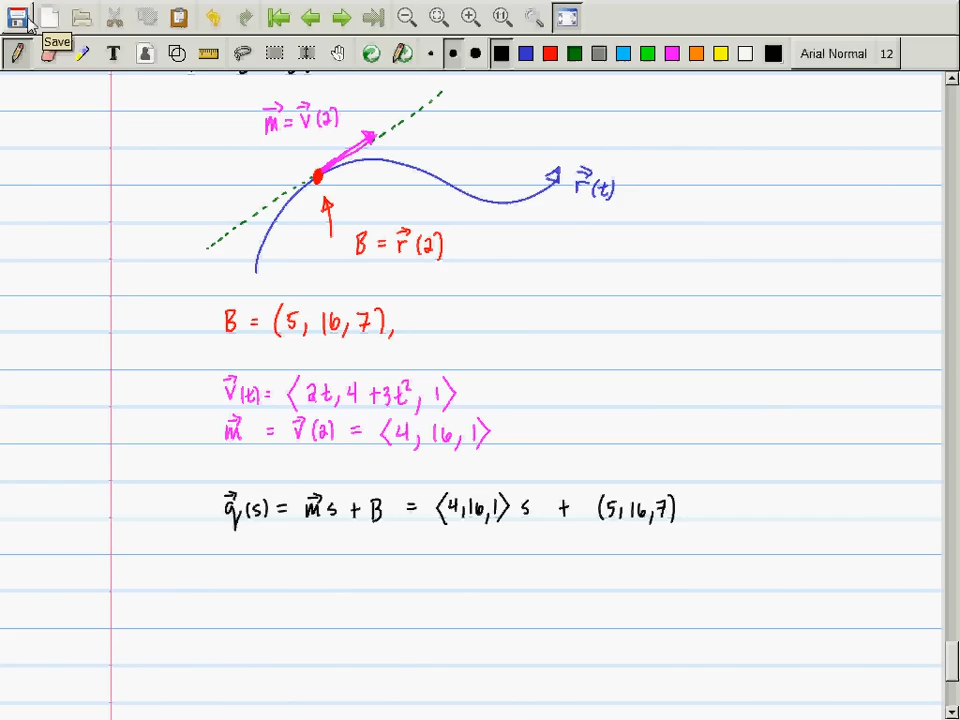 Save
T
Arial Normal 12
m⃗ = v⃗(2)
r⃗(t)
B = r⃗(2)
B = (5, 16, 7),
v⃗(t) = ⟨2t, 4 + 3t², 1⟩
m⃗ = v⃗(2) = ⟨4, 16, 1⟩
q⃗(s) = m⃗s + B = ⟨4, 16, 1⟩ s + (5, 16, 7)